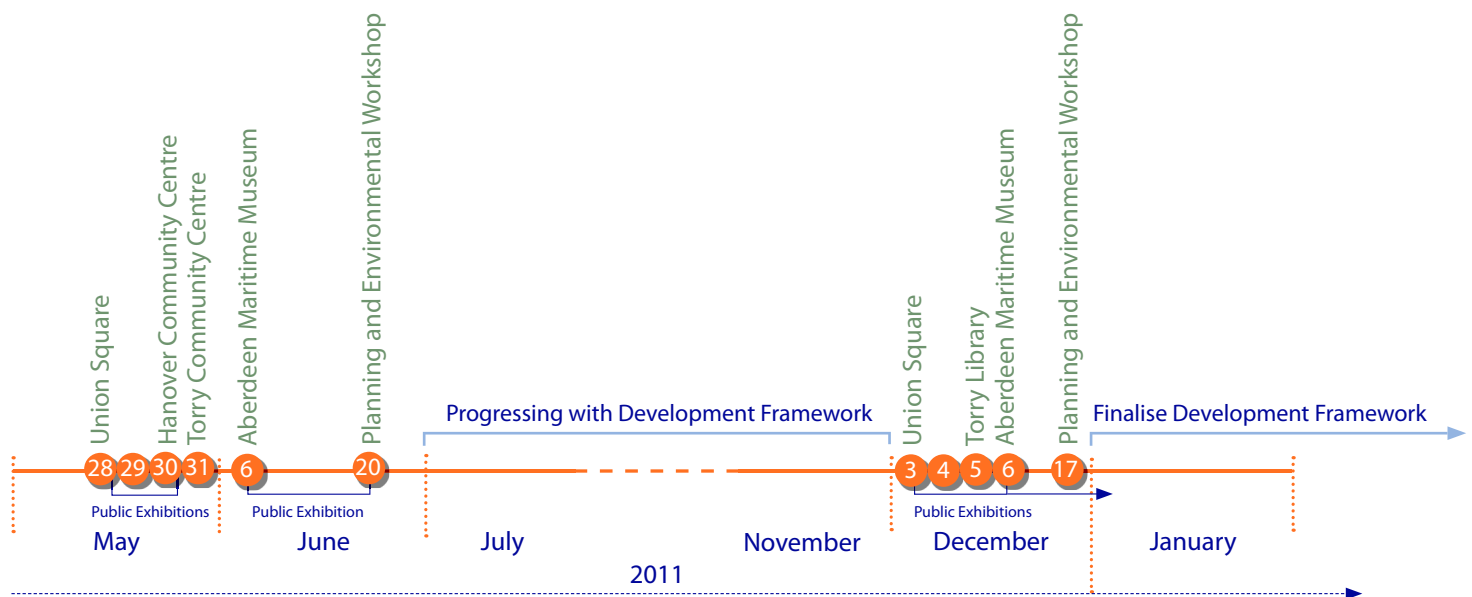 Union Square
Hanover Community Centre
Torry Community Centre
Aberdeen Maritime Museum
Planning and Environmental Workshop
Union Square
Torry Library
Aberdeen Maritime Museum
Planning and Environmental Workshop
Progressing with Development Framework
Finalise Development Framework
28 29 30 31 6 20 3 4 5 6 17
Public Exhibitions Public Exhibition Public Exhibitions
May June July November December January
2011